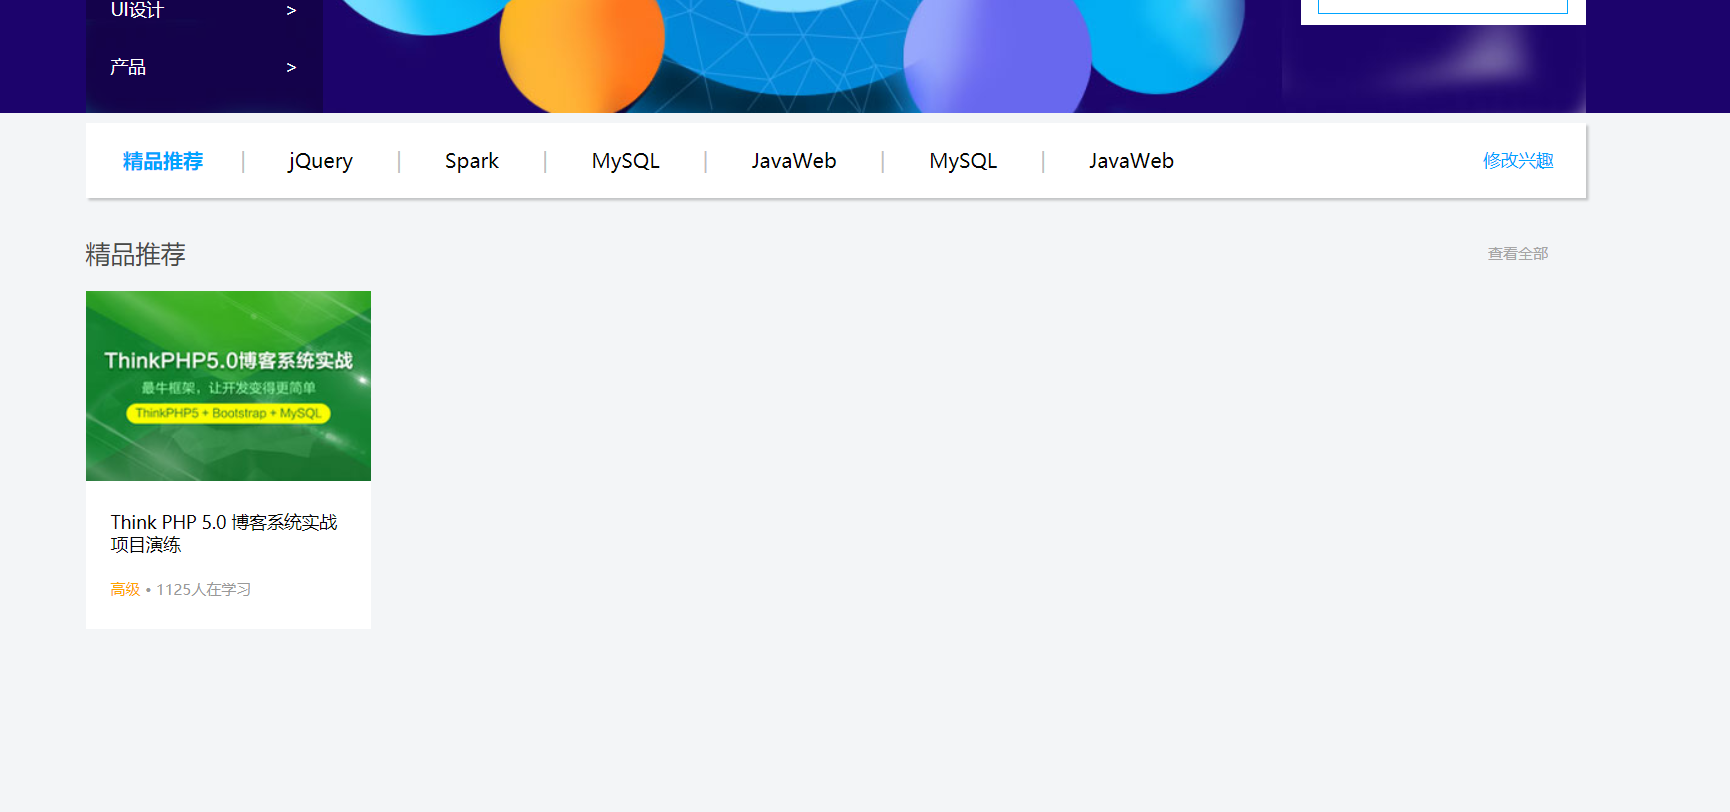 UI设计 >
产品 >
精品推荐 | jQuery | Spark | MySQL | JavaWeb | MySQL | JavaWeb 修改兴趣
精品推荐 查看全部
ThinkPHP5.0博客系统实战
最牛框架，让开发变得更简单
ThinkPHP5 + Bootstrap + MySQL
Think PHP 5.0 博客系统实战
项目演练
高级 • 1125人在学习